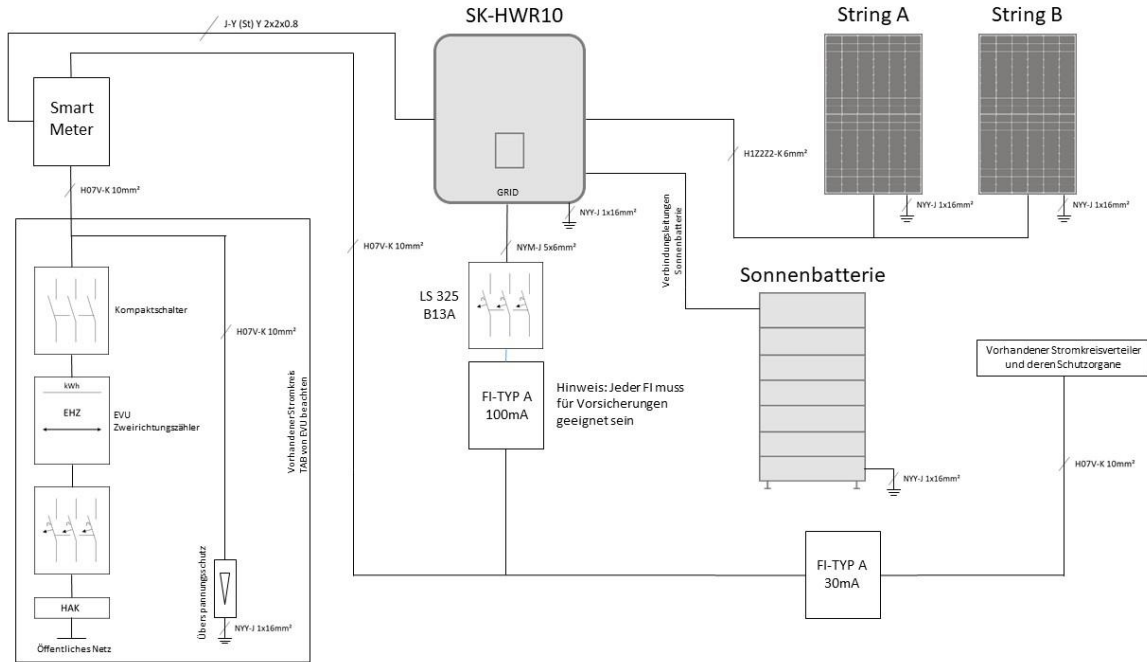 J-Y (St) Y 2x2x0.8
SK-HWR10
String A
String B
Smart
Meter
H1Z2Z2-K 6mm²
GRID
NYY-J 1x16mm²
NYY-J 1x16mm²
NYY-J 1x16mm²
H07V-K 10mm²
H07V-K 10mm²
NYM-J 5x6mm²
Verbindungsleitungen
Sonnenbatterie
Sonnenbatterie
LS 325
B13A
Kompaktschalter
H07V-K 10mm²
Vorhandener Stromkreisverteiler
und deren Schutzorgane
FI-TYP A
100mA
Hinweis: Jeder FI muss
für Vorsicherungen
geeignet sein
kWh
EHZ
EVU
Zweirichtungszähler
Vorhandener Stromkreis
TAB von EVU beachten
H07V-K 10mm²
NYY-J 1x16mm²
FI-TYP A
30mA
Überspannungsschutz
HAK
NYY-J 1x16mm²
Öffentliches Netz